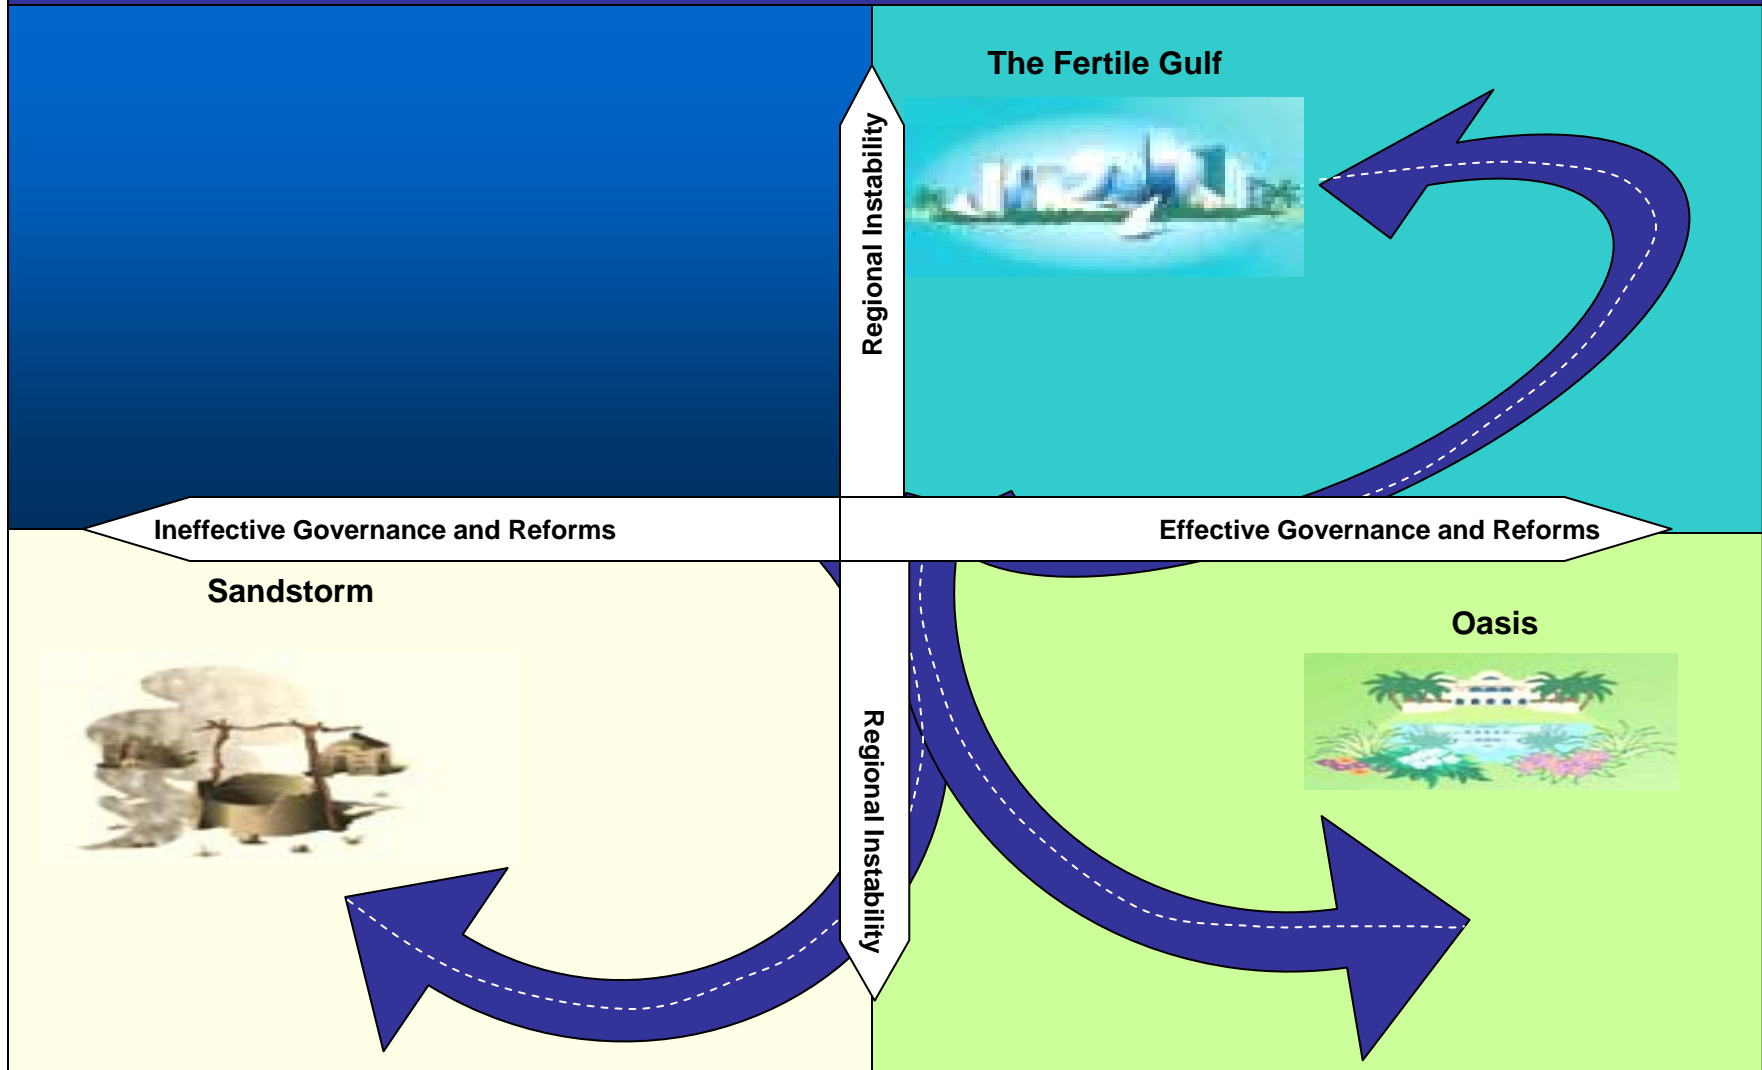 The Fertile Gulf
Regional Instability
Ineffective Governance and Reforms
Effective Governance and Reforms
Sandstorm
Oasis
Regional Instability